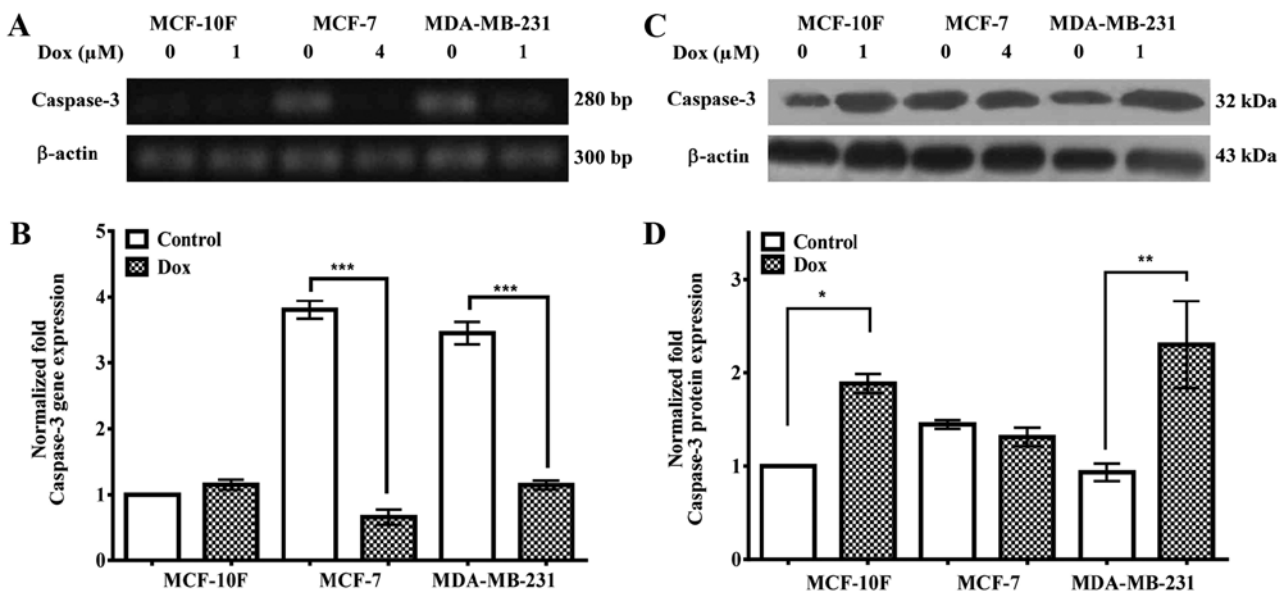 A
MCF-10F MCF-7 MDA-MB-231
Dox (µM) 0 1 0 4 0 1
Caspase-3 280 bp
β-actin 300 bp
B
Control
Dox
*** ***
Normalized fold
Caspase-3 gene expression
5
4
3
2
1
0
MCF-10F MCF-7 MDA-MB-231
C
MCF-10F MCF-7 MDA-MB-231
Dox (µM) 0 1 0 4 0 1
Caspase-3 32 kDa
β-actin 43 kDa
D
Control
Dox
* **
Normalized fold
Caspase-3 protein expression
3
2
1
0
MCF-10F MCF-7 MDA-MB-231